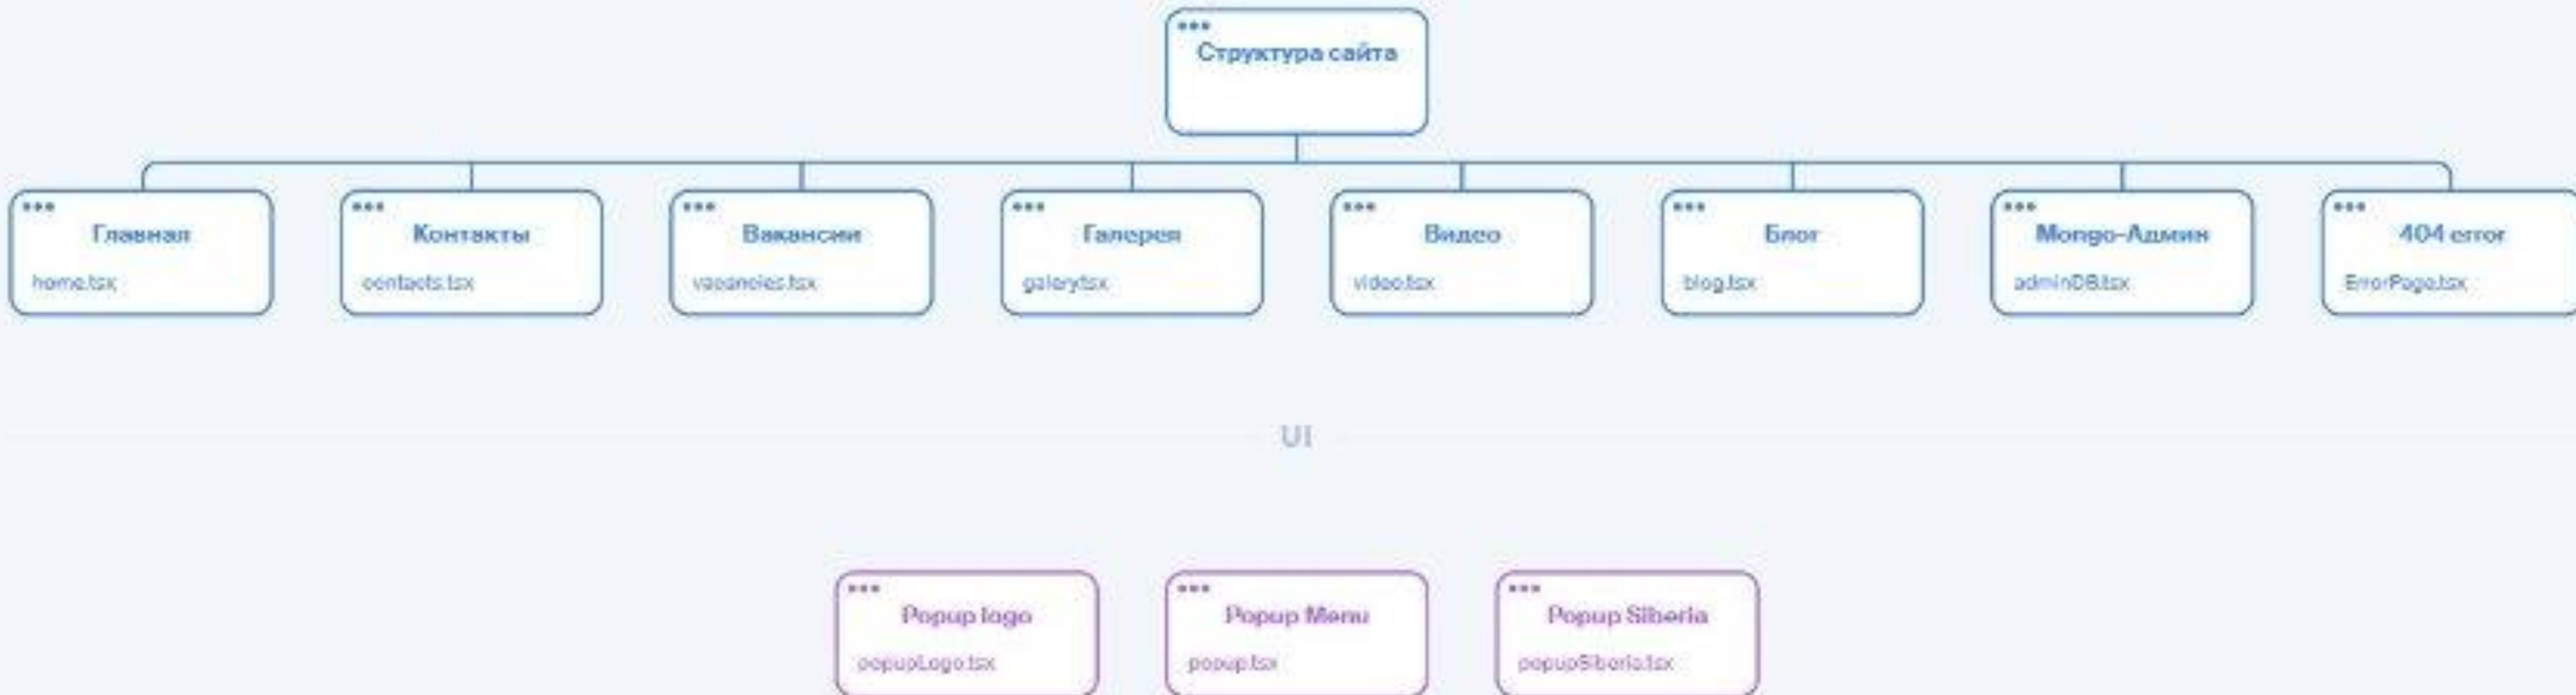 Структура сайта
Главная
home.tsx
Контакты
contacts.tsx
Вакансии
vacancies.tsx
Галерея
galery.tsx
Видео
video.tsx
Блог
blog.tsx
Mongo-Админ
adminDB.tsx
404 error
ErrorPage.tsx
UI
Popup logo
popupLogo.tsx
Popup Menu
popup.tsx
Popup Siberia
popupSiberia.tsx